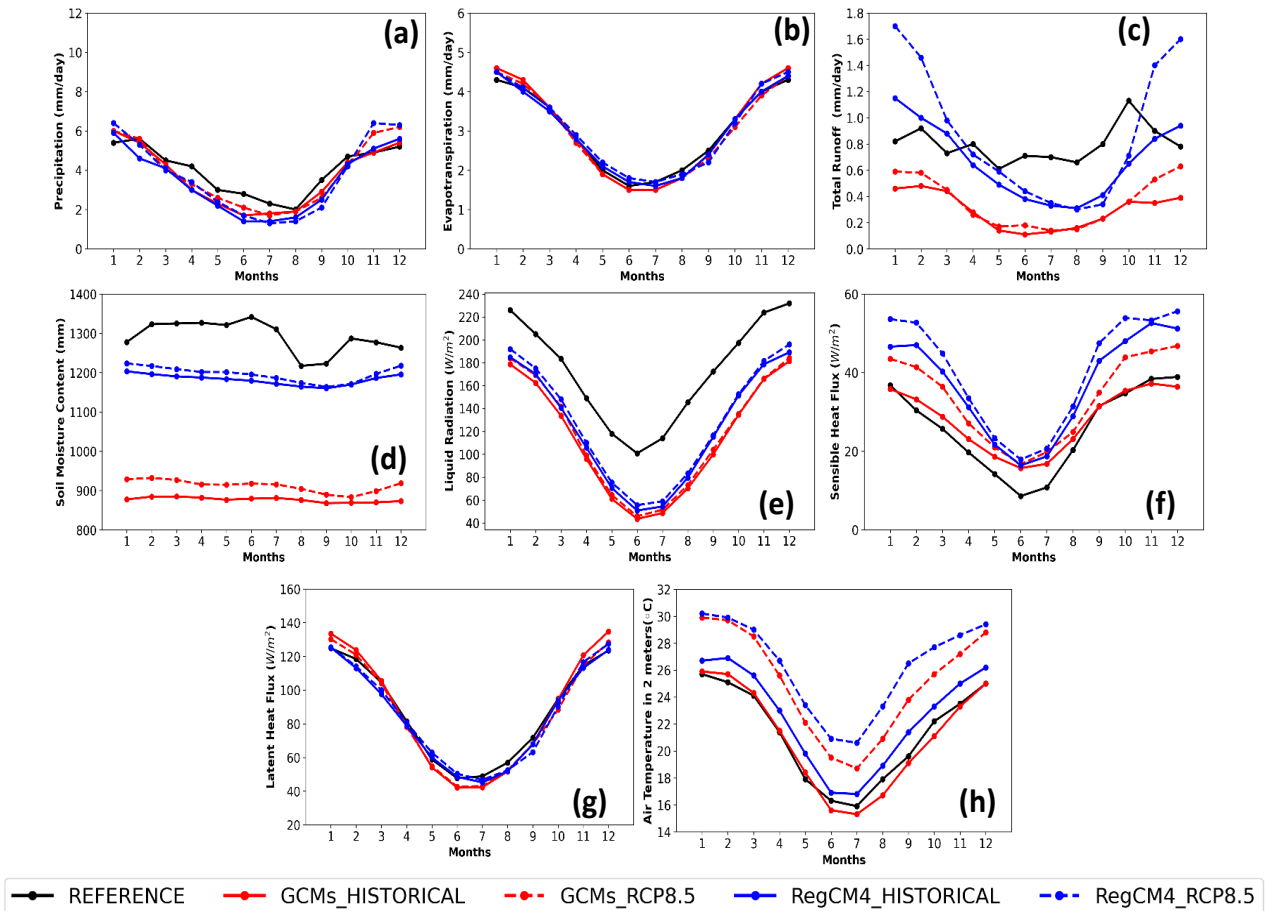 (a)
Precipitation (mm/day)
12
10
8
6
4
2
0
1 2 3 4 5 6 7 8 9 10 11 12
Months
(b)
Evapotranspiration (mm/day)
6
5
4
3
2
1
0
1 2 3 4 5 6 7 8 9 10 11 12
Months
(c)
Total Runoff (mm/day)
1.8
1.6
1.4
1.2
1.0
0.8
0.6
0.4
0.2
0.0
1 2 3 4 5 6 7 8 9 10 11 12
Months
(d)
Soil Moisture Content (mm)
1400
1300
1200
1100
1000
900
800
1 2 3 4 5 6 7 8 9 10 11 12
Months
(e)
Liquid Radiation (W/m²)
240
220
200
180
160
140
120
100
80
60
40
1 2 3 4 5 6 7 8 9 10 11 12
Months
(f)
Sensible Heat Flux (W/m²)
60
40
20
0
1 2 3 4 5 6 7 8 9 10 11 12
Months
(g)
Latent Heat Flux (W/m²)
160
140
120
100
80
60
40
20
1 2 3 4 5 6 7 8 9 10 11 12
Months
(h)
Air Temperature in 2 meters(◦C)
32
30
28
26
24
22
20
18
16
14
1 2 3 4 5 6 7 8 9 10 11 12
Months
REFERENCE GCMs_HISTORICAL GCMs_RCP8.5 RegCM4_HISTORICAL RegCM4_RCP8.5